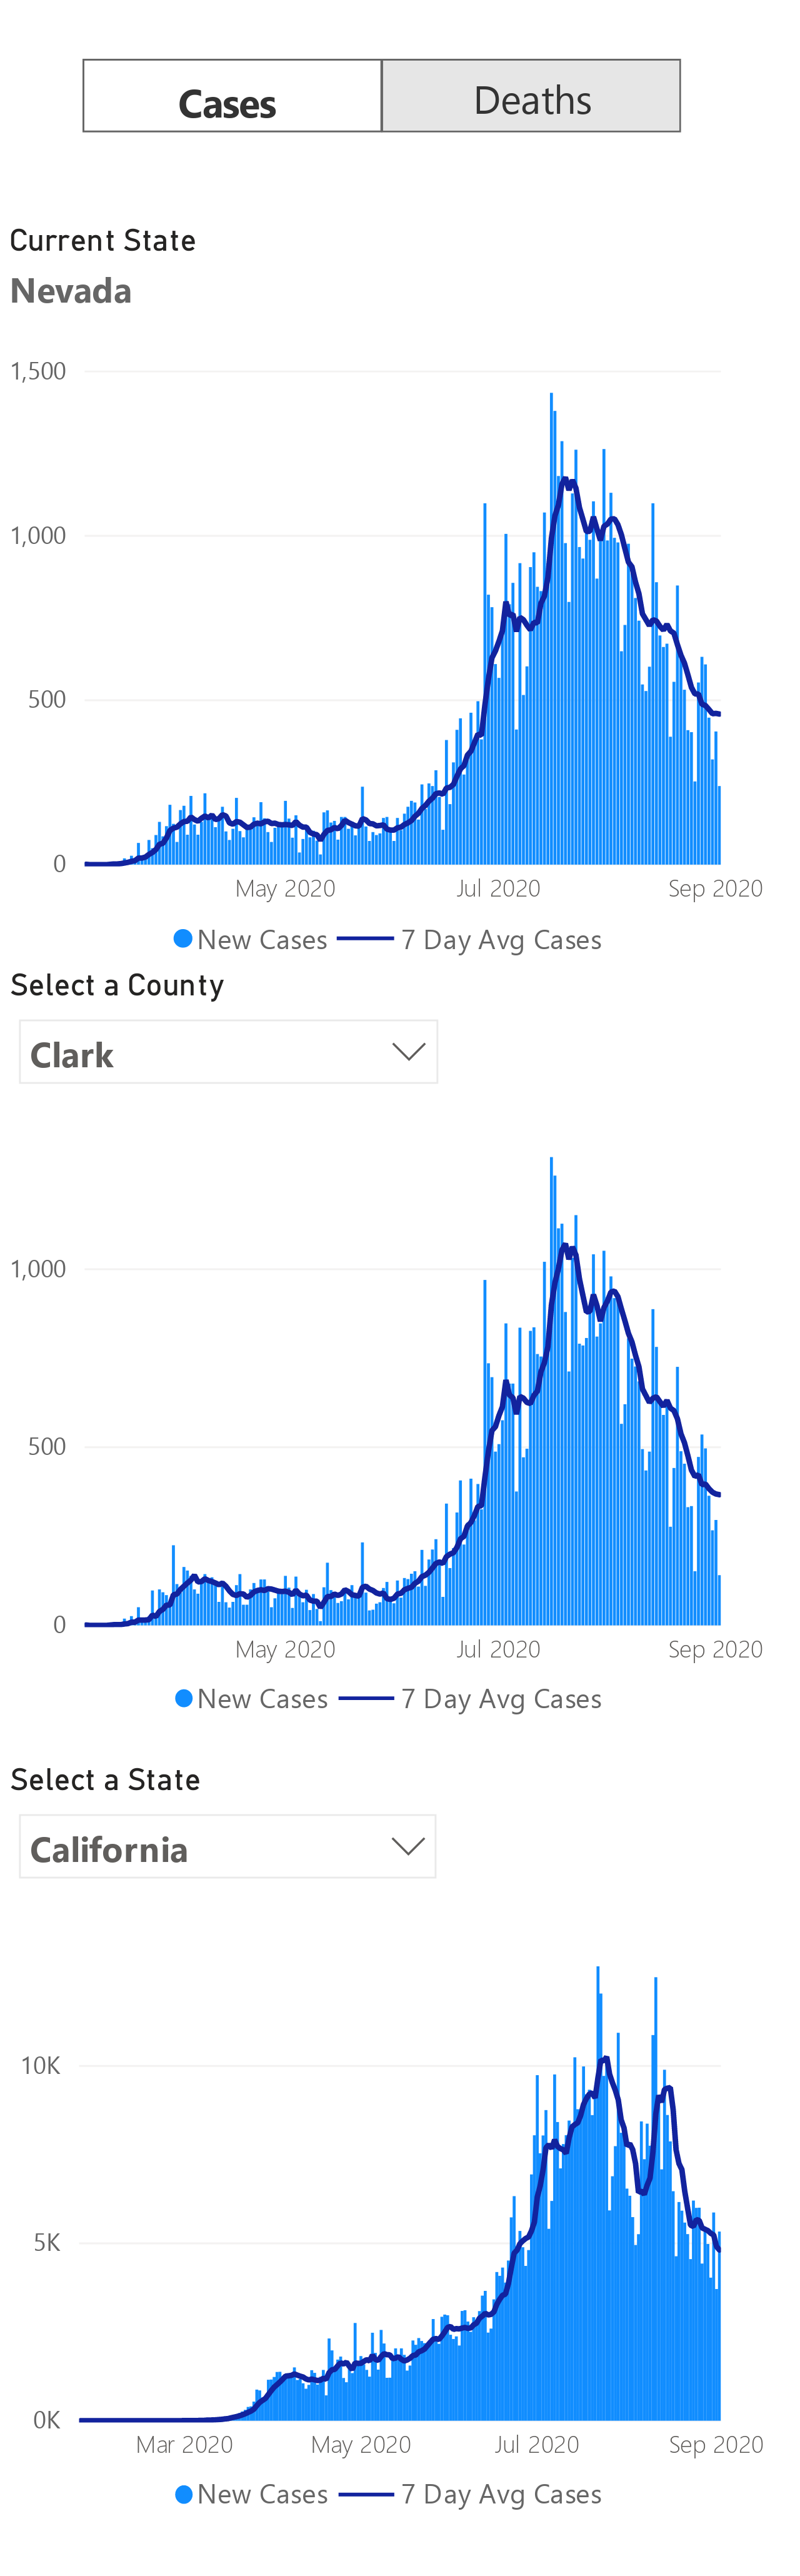 Cases Deaths
Current State
Nevada
1,500
1,000
500
0
May 2020 Jul 2020 Sep 2020
New Cases 7 Day Avg Cases
Select a County
Clark
1,000
500
0
May 2020 Jul 2020 Sep 2020
New Cases 7 Day Avg Cases
Select a State
California
10K
5K
0K
Mar 2020 May 2020 Jul 2020 Sep 2020
New Cases 7 Day Avg Cases